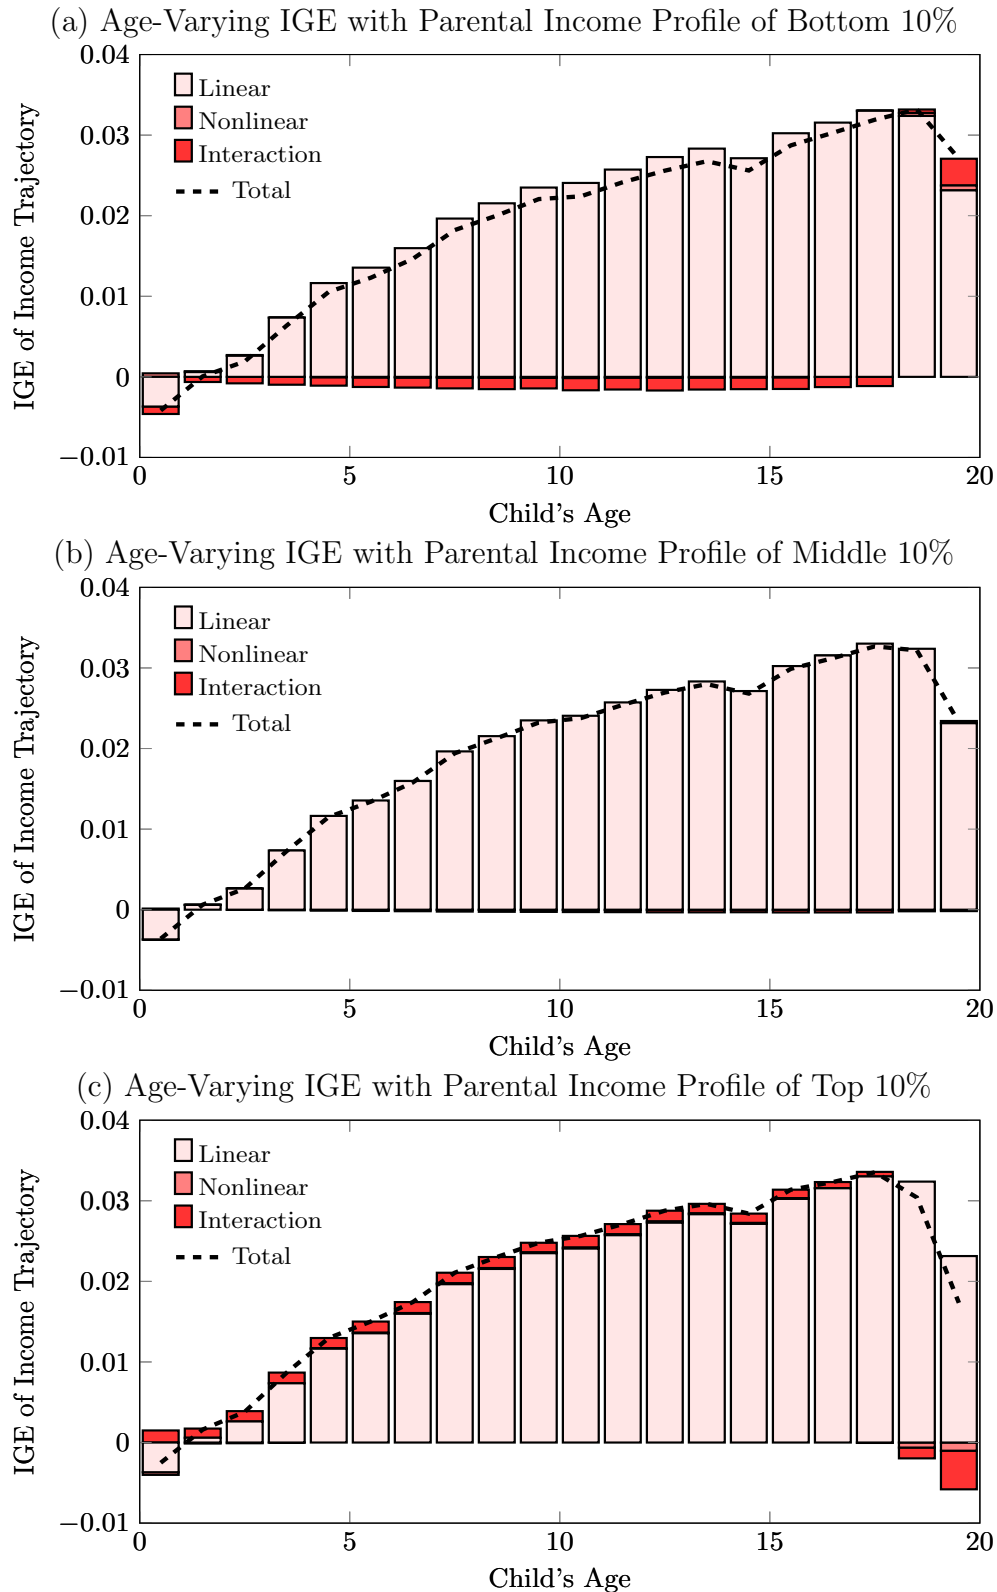 (a) Age-Varying IGE with Parental Income Profile of Bottom 10%
0.04
Linear
Nonlinear
0.03
Interaction
Total
0.02
IGE of Income Trajectory
0.01
0
−0.01
0 5 10 15 20
Child's Age
(b) Age-Varying IGE with Parental Income Profile of Middle 10%
0.04
Linear
Nonlinear
0.03
Interaction
Total
0.02
IGE of Income Trajectory
0.01
0
−0.01
0 5 10 15 20
Child's Age
(c) Age-Varying IGE with Parental Income Profile of Top 10%
0.04
Linear
Nonlinear
0.03
Interaction
Total
0.02
IGE of Income Trajectory
0.01
0
−0.01
0 5 10 15 20
Child's Age